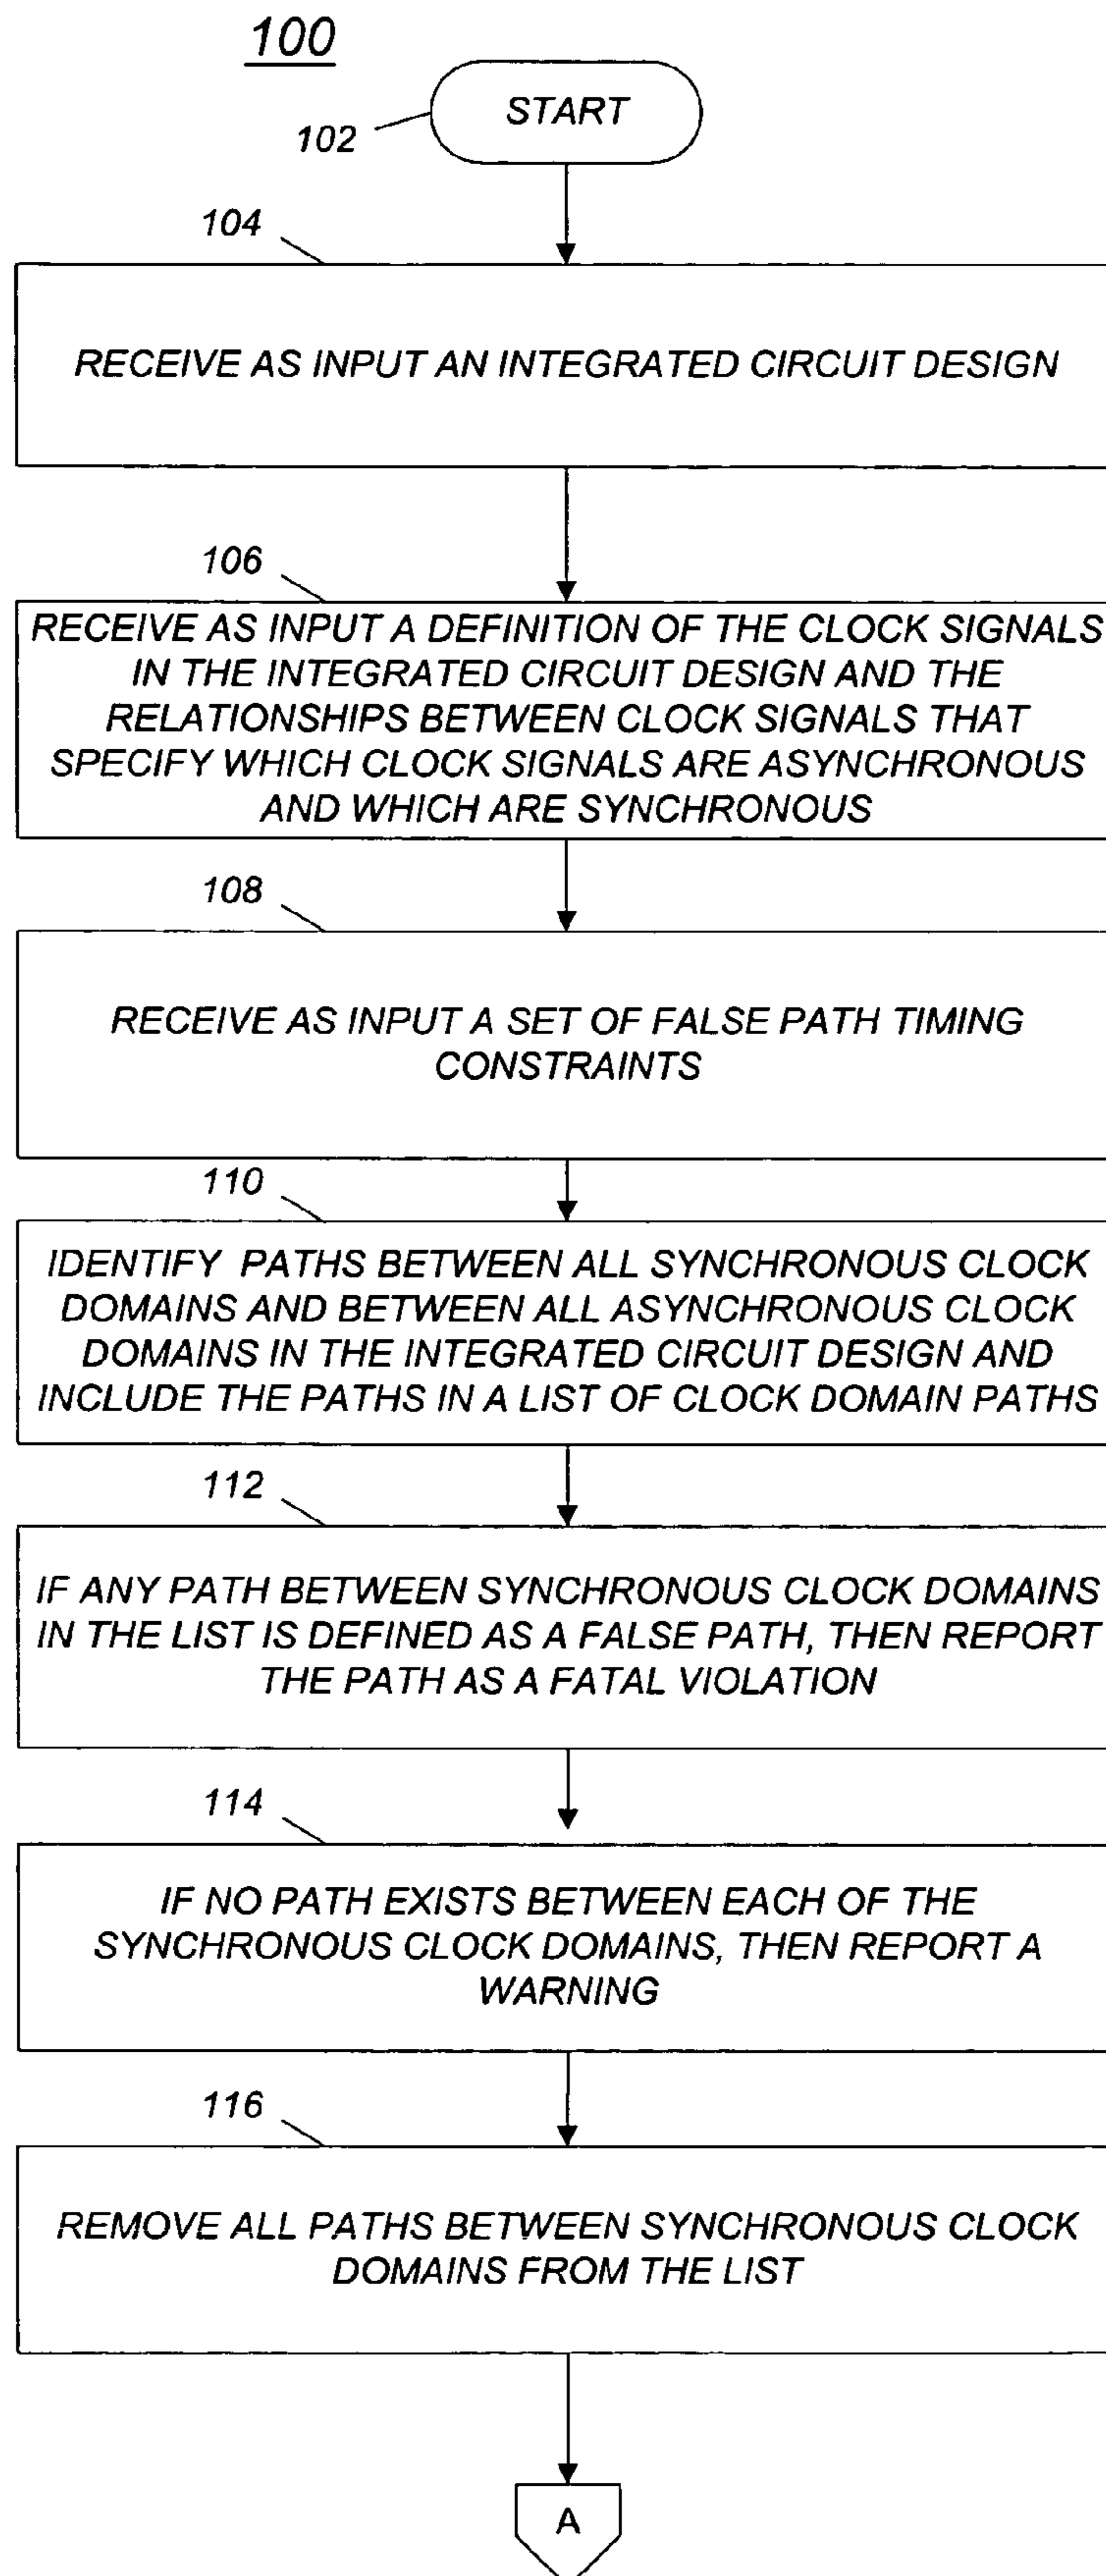 100
START
102
104
RECEIVE AS INPUT AN INTEGRATED CIRCUIT DESIGN
106
RECEIVE AS INPUT A DEFINITION OF THE CLOCK SIGNALS
IN THE INTEGRATED CIRCUIT DESIGN AND THE
RELATIONSHIPS BETWEEN CLOCK SIGNALS THAT
SPECIFY WHICH CLOCK SIGNALS ARE ASYNCHRONOUS
AND WHICH ARE SYNCHRONOUS
108
RECEIVE AS INPUT A SET OF FALSE PATH TIMING
CONSTRAINTS
110
IDENTIFY PATHS BETWEEN ALL SYNCHRONOUS CLOCK
DOMAINS AND BETWEEN ALL ASYNCHRONOUS CLOCK
DOMAINS IN THE INTEGRATED CIRCUIT DESIGN AND
INCLUDE THE PATHS IN A LIST OF CLOCK DOMAIN PATHS
112
IF ANY PATH BETWEEN SYNCHRONOUS CLOCK DOMAINS
IN THE LIST IS DEFINED AS A FALSE PATH, THEN REPORT
THE PATH AS A FATAL VIOLATION
114
IF NO PATH EXISTS BETWEEN EACH OF THE
SYNCHRONOUS CLOCK DOMAINS, THEN REPORT A
WARNING
116
REMOVE ALL PATHS BETWEEN SYNCHRONOUS CLOCK
DOMAINS FROM THE LIST
A